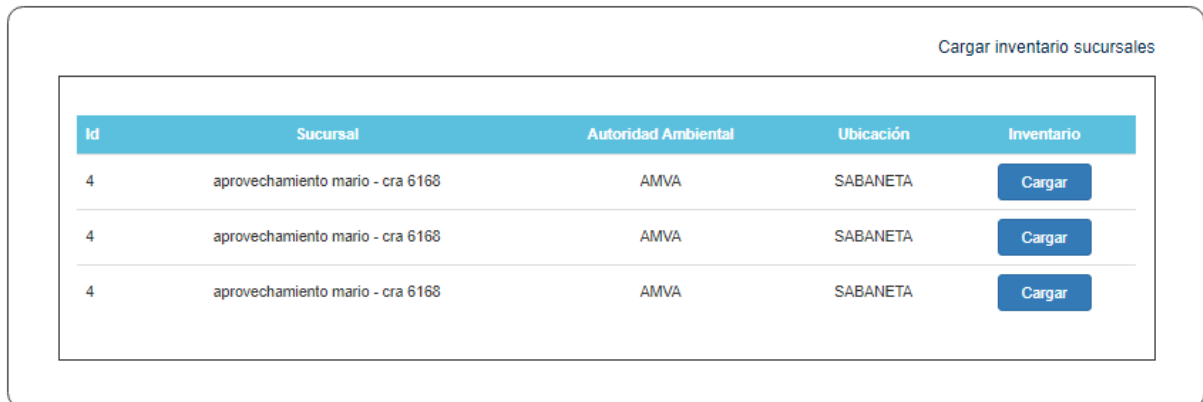 Cargar inventario sucursales
Id Sucursal Autoridad Ambiental Ubicación Inventario
4 aprovechamiento mario - cra 6168 AMVA SABANETA Cargar
4 aprovechamiento mario - cra 6168 AMVA SABANETA Cargar
4 aprovechamiento mario - cra 6168 AMVA SABANETA Cargar